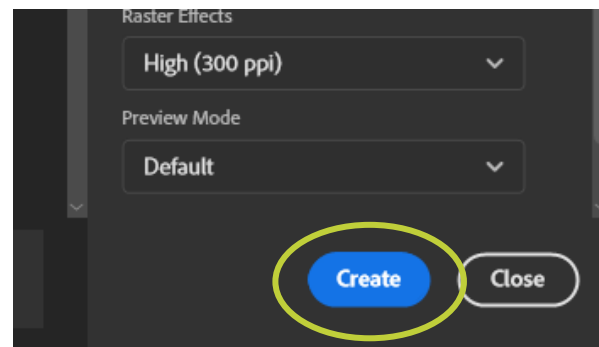 Raster Effects
High (300 ppi)
Preview Mode
Default
Create Close